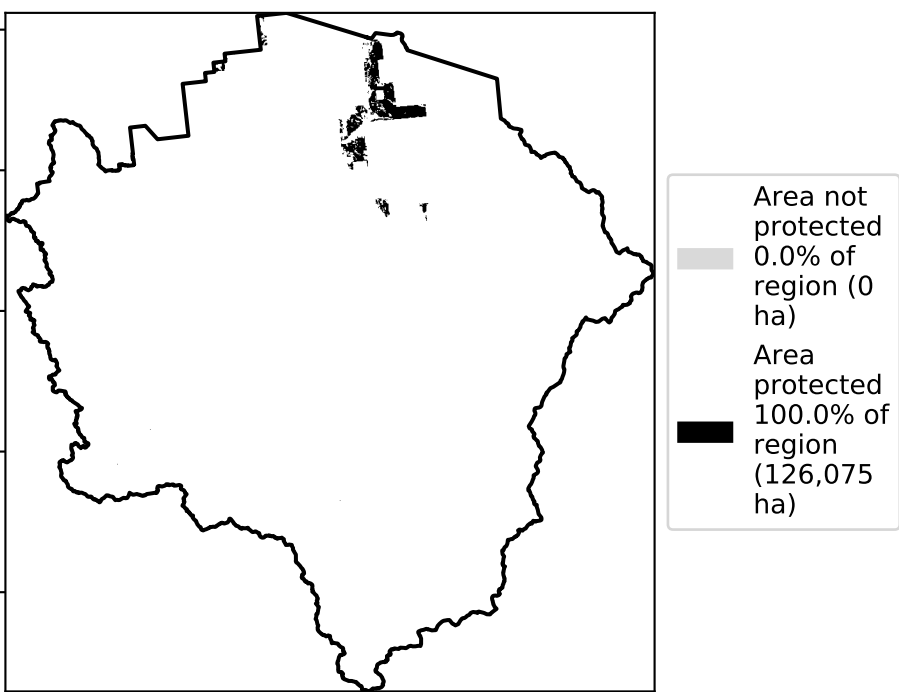 Area not
protected
0.0% of
region (0
ha)
Area
protected
100.0% of
region
(126,075
ha)